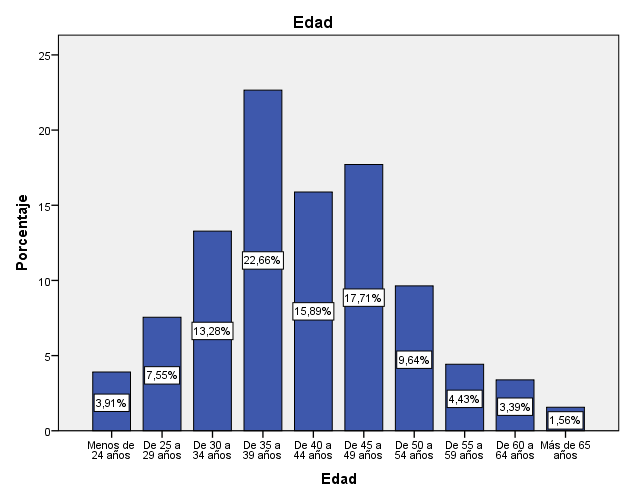 Edad
Porcentaje
25
20
15
10
5
0
3,91%
7,55%
13,28%
22,66%
15,89%
17,71%
9,64%
4,43%
3,39%
1,56%
Menos de
24 años
De 25 a
29 años
De 30 a
34 años
De 35 a
39 años
De 40 a
44 años
De 45 a
49 años
De 50 a
54 años
De 55 a
59 años
De 60 a
64 años
Más de 65
años
Edad